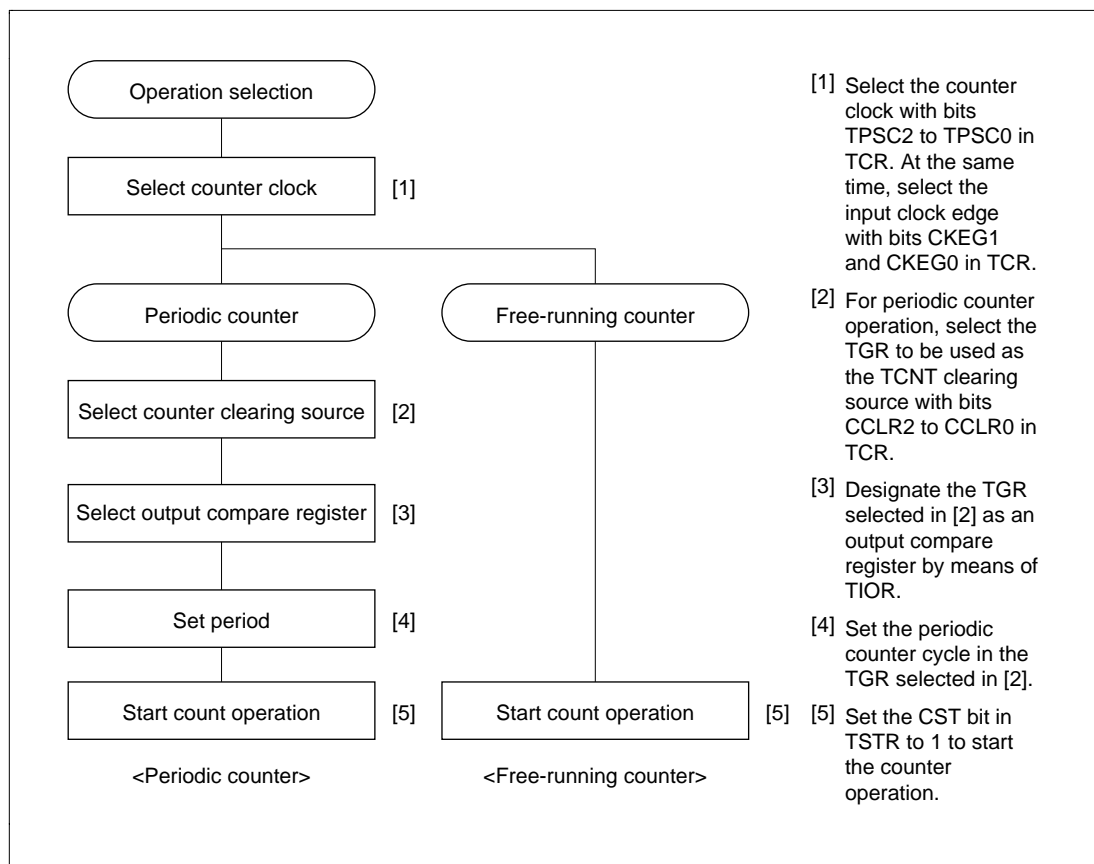 Operation selection
Select counter clock
[1]
Periodic counter
Free-running counter
Select counter clearing source
[2]
Select output compare register
[3]
Set period
[4]
Start count operation
[5]
Start count operation
[5]
<Periodic counter>
<Free-running counter>
[1] Select the counter
clock with bits
TPSC2 to TPSC0 in
TCR. At the same
time, select the
input clock edge
with bits CKEG1
and CKEG0 in TCR.
[2] For periodic counter
operation, select the
TGR to be used as
the TCNT clearing
source with bits
CCLR2 to CCLR0 in
TCR.
[3] Designate the TGR
selected in [2] as an
output compare
register by means of
TIOR.
[4] Set the periodic
counter cycle in the
TGR selected in [2].
[5] Set the CST bit in
TSTR to 1 to start
the counter
operation.